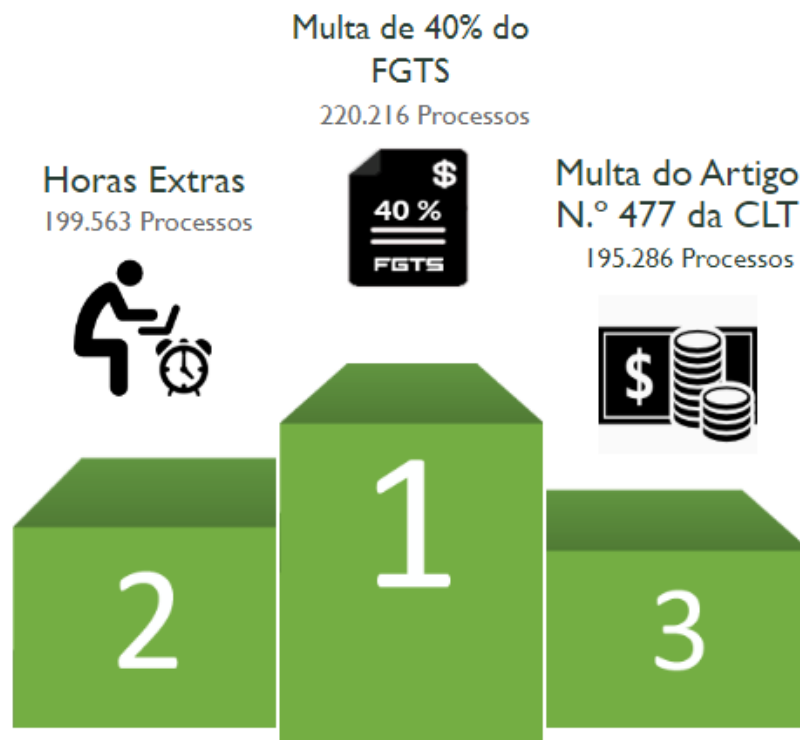 Multa de 40% do
FGTS
220.216 Processos
$
40 %
FGTS
Horas Extras
199.563 Processos
Multa do Artigo
N.º 477 da CLT
195.286 Processos
$
1
2
3